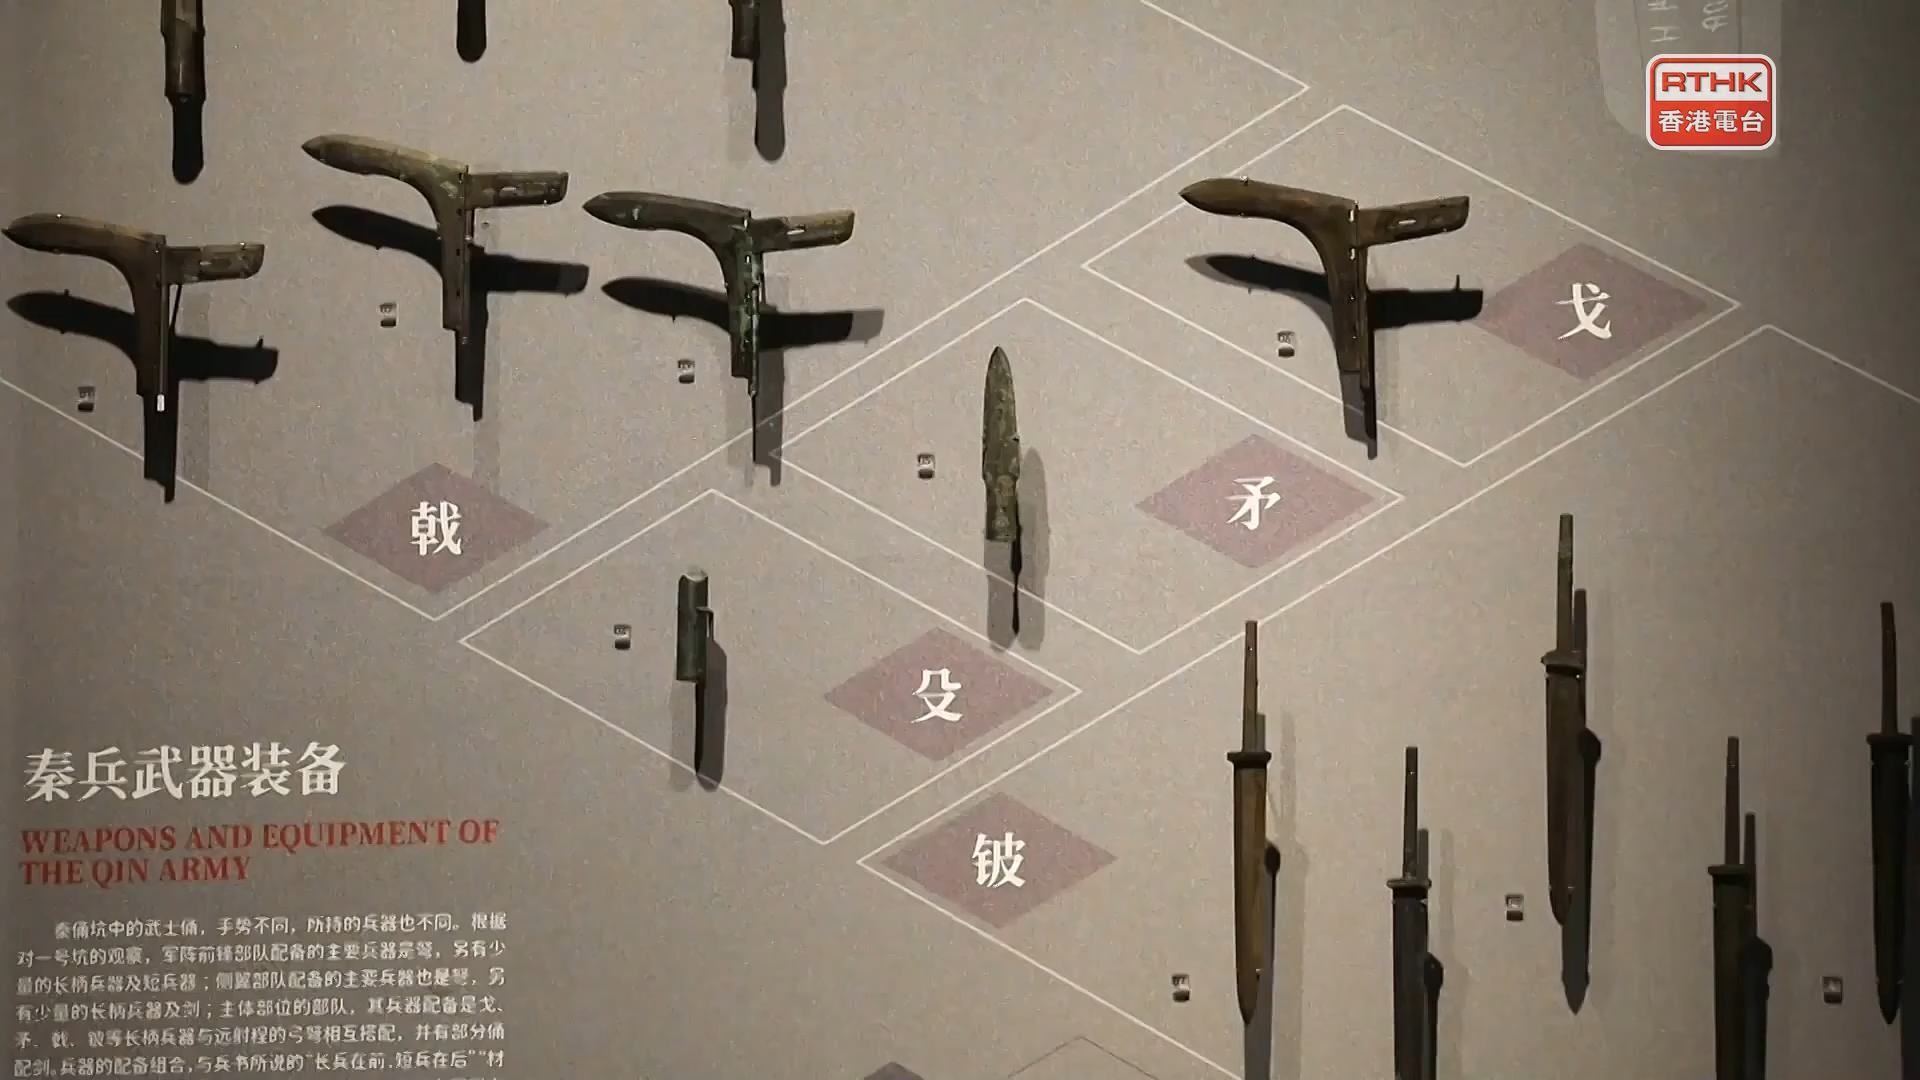 RTHK
香港電台
戈
矛
戟
殳
铍
秦兵武器装备
WEAPONS AND EQUIPMENT OF
THE QIN ARMY
秦俑坑中的武士俑，手势不同，所持的兵器也不同。根据
对一号坑的观察，军阵前锋部队配备的主要兵器是弩，另有少
量的长柄兵器及短兵器；侧翼部队配备的主要兵器也是弩，另
有少量的长柄兵器及剑；主体部位的部队，其兵器配备是戈、
矛、戟、铍等长柄兵器与远射程的弓弩相互搭配，并有部分俑
配剑。兵器的配备组合，与兵书所说的“长兵在前，短兵在后”“材